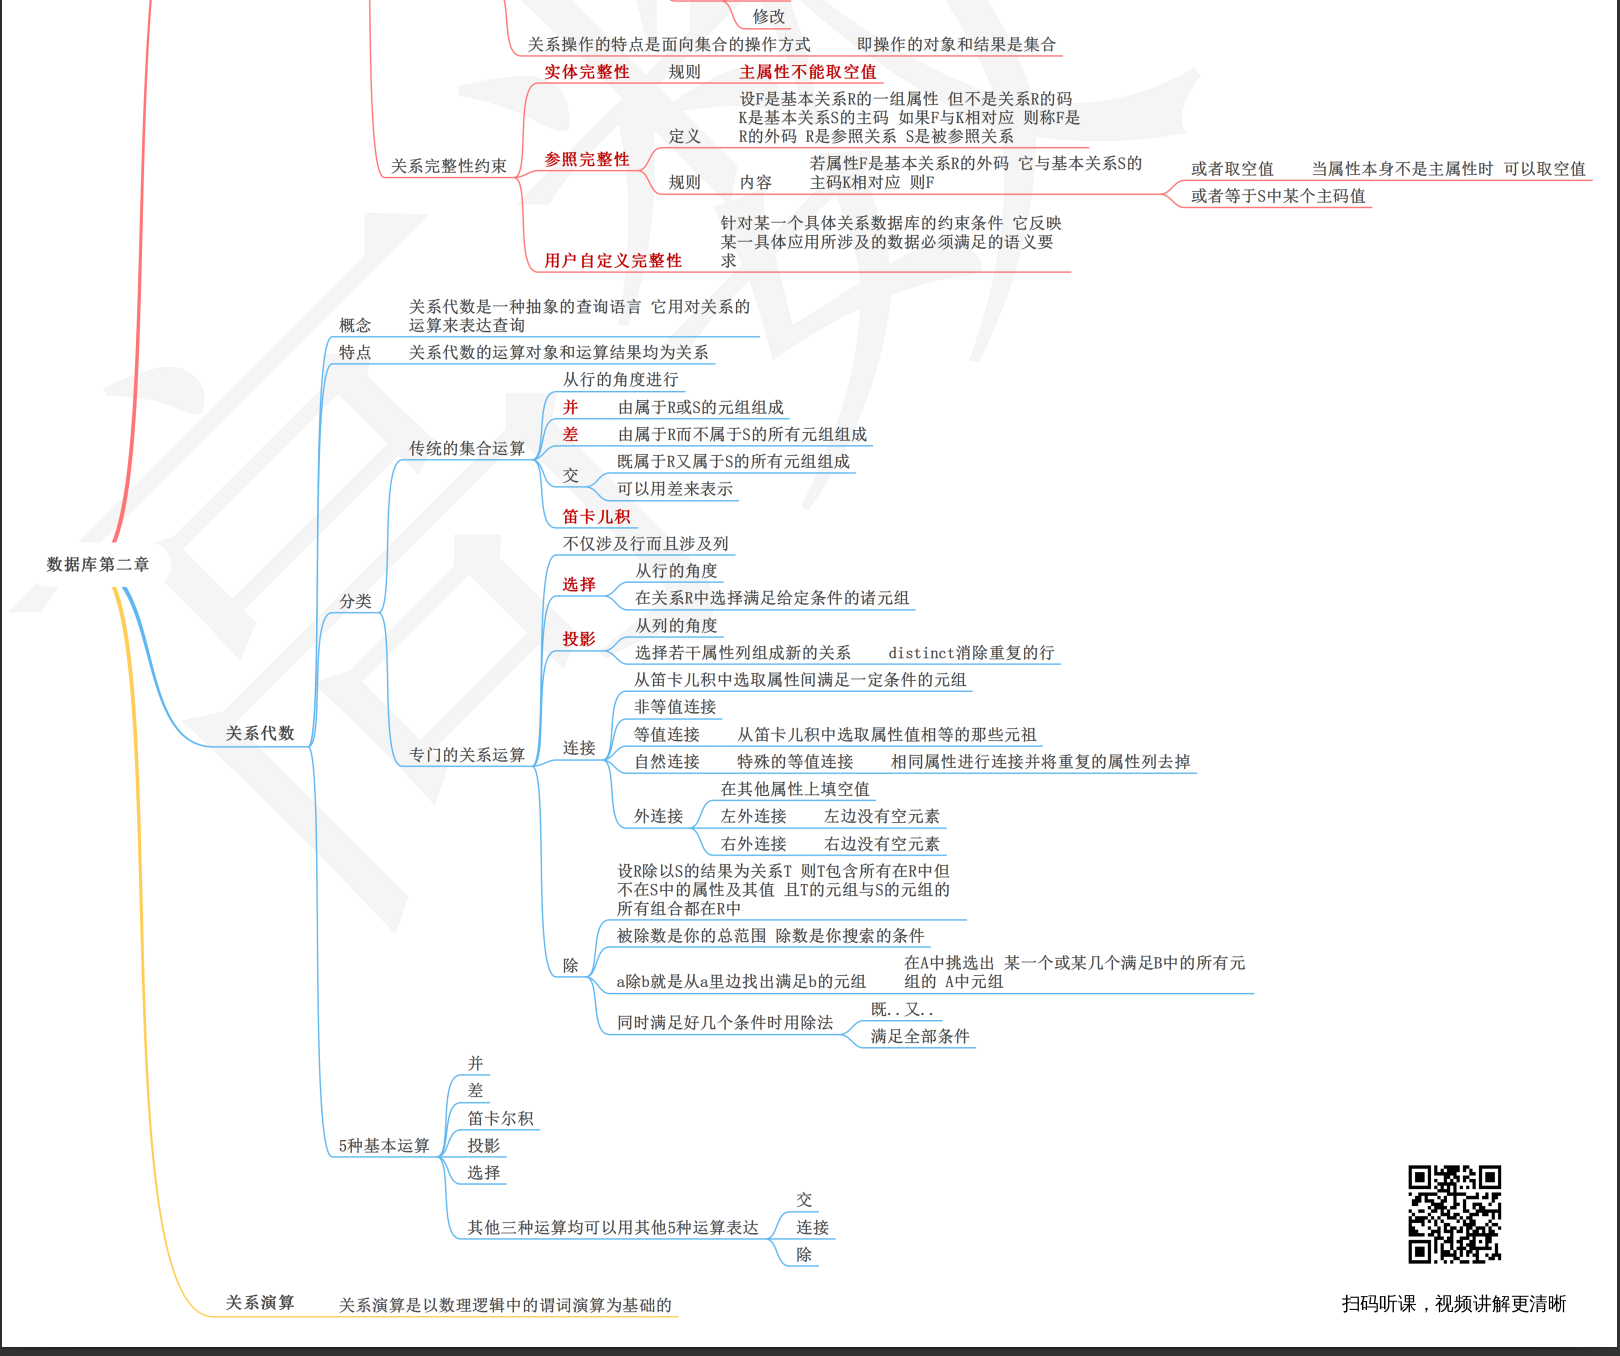 修改
关系操作的特点是面向集合的操作方式 即操作的对象和结果是集合
实体完整性 规则 主属性不能取空值
设F是基本关系R的一组属性 但不是关系R的码
K是基本关系S的主码 如果F与K相对应 则称F是
定义 R的外码 R是参照关系 S是被参照关系
参照完整性
关系完整性约束
若属性F是基本关系R的外码 它与基本关系S的
规则 内容 主码K相对应 则F
或者取空值 当属性本身不是主属性时 可以取空值
或者等于S中某个主码值
针对某一个具体关系数据库的约束条件 它反映
某一具体应用所涉及的数据必须满足的语义要
用户自定义完整性 求
关系代数是一种抽象的查询语言 它用对关系的
概念 运算来表达查询
特点 关系代数的运算对象和运算结果均为关系
从行的角度进行
并 由属于R或S的元组组成
差 由属于R而不属于S的所有元组组成
传统的集合运算
既属于R又属于S的所有元组组成
交
可以用差来表示
笛卡儿积
不仅涉及行而且涉及列
数据库第二章
从行的角度
选择
在关系R中选择满足给定条件的诸元组
分类
从列的角度
投影
选择若干属性列组成新的关系 distinct消除重复的行
从笛卡儿积中选取属性间满足一定条件的元组
非等值连接
关系代数
等值连接 从笛卡儿积中选取属性值相等的那些元祖
专门的关系运算 连接
自然连接 特殊的等值连接 相同属性进行连接并将重复的属性列去掉
在其他属性上填空值
外连接 左外连接 左边没有空元素
右外连接 右边没有空元素
设R除以S的结果为关系T 则T包含所有在R中但
不在S中的属性及其值 且T的元组与S的元组的
所有组合都在R中
被除数是你的总范围 除数是你搜索的条件
除
在A中挑选出 某一个或某几个满足B中的所有元
a除b就是从a里边找出满足b的元组 组的 A中元组
既..又..
同时满足好几个条件时用除法
满足全部条件
并
差
笛卡尔积
5种基本运算 投影
选择
交
其他三种运算均可以用其他5种运算表达 连接
除
关系演算 关系演算是以数理逻辑中的谓词演算为基础的
扫码听课，视频讲解更清晰